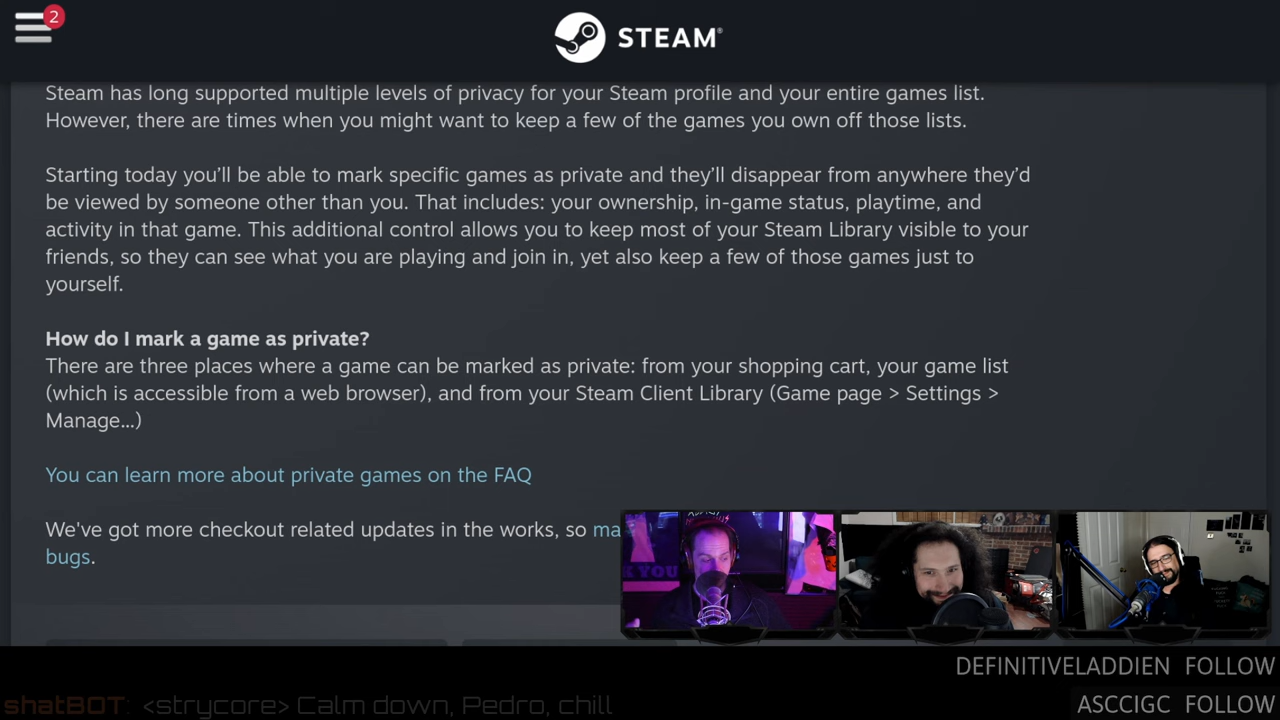 2
STEAM®
Steam has long supported multiple levels of privacy for your Steam profile and your entire games list.
However, there are times when you might want to keep a few of the games you own off those lists.
Starting today you'll be able to mark specific games as private and they'll disappear from anywhere they'd
be viewed by someone other than you. That includes: your ownership, in-game status, playtime, and
activity in that game. This additional control allows you to keep most of your Steam Library visible to your
friends, so they can see what you are playing and join in, yet also keep a few of those games just to
yourself.
How do I mark a game as private?
There are three places where a game can be marked as private: from your shopping cart, your game list
(which is accessible from a web browser), and from your Steam Client Library (Game page > Settings >
Manage...)
You can learn more about private games on the FAQ
We've got more checkout related updates in the works, so ma
bugs.
DEFINITIVELADDIEN FOLLOW
shatBOT: <strycore> Calm down, Pedro, chill
ASCCIGC FOLLOW